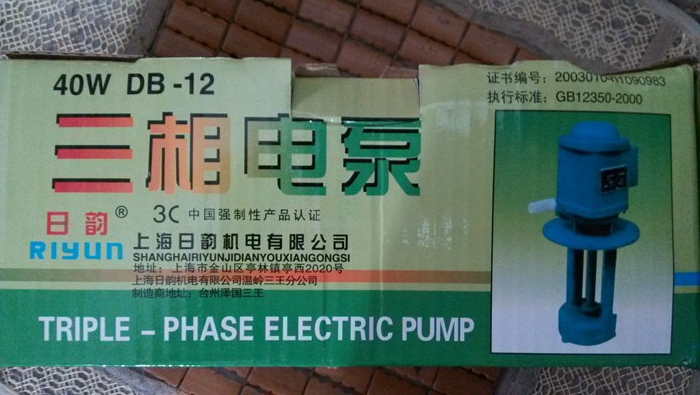 40W DB-12
证书编号：
执行标准：GB12350-2000
三相电泵
日韵®
RIYUN
3C 中国强制性产品认证
上海日韵机电有限公司
SHANGHAIRIYUNJIDIANYOUXIANGONGSI
地址：上海市金山区亭林镇亭西2020号
上海日韵机电有限公司温岭三王分公司
制造商地址：台州泽国三王
TRIPLE - PHASE ELECTRIC PUMP